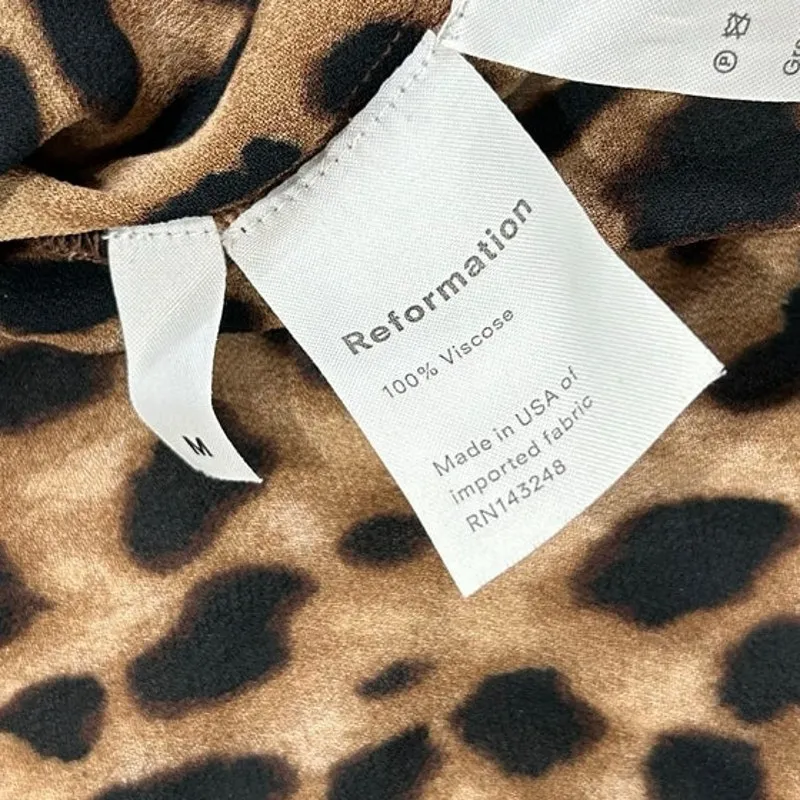 Reformation
100% Viscose
Made in USA of
imported fabric
RN143248
M
P